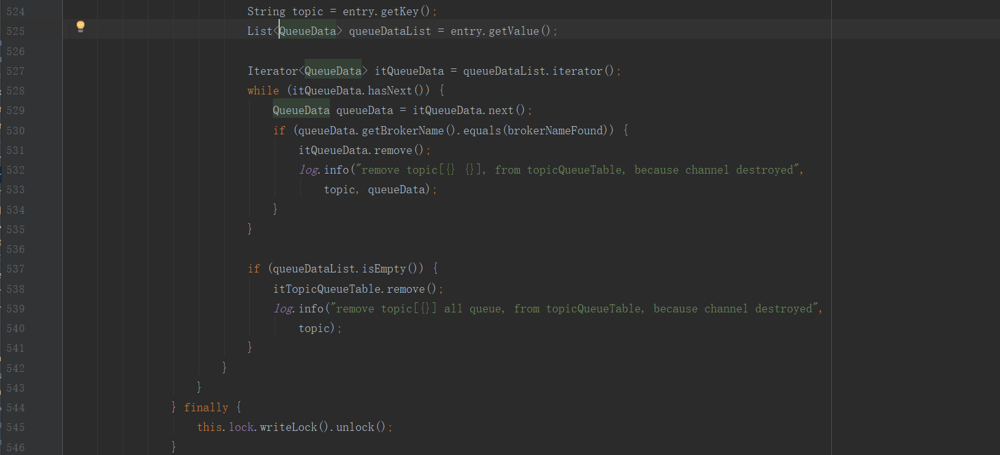 524 String topic = entry.getKey();
525 List<QueueData> queueDataList = entry.getValue();
526
527 Iterator<QueueData> itQueueData = queueDataList.iterator();
528 while (itQueueData.hasNext()) {
529 QueueData queueData = itQueueData.next();
530 if (queueData.getBrokerName().equals(brokerNameFound)) {
531 itQueueData.remove();
532 log.info("remove topic[{} {}], from topicQueueTable, because channel destroyed",
533 topic, queueData);
534 }
535 }
536
537 if (queueDataList.isEmpty()) {
538 itTopicQueueTable.remove();
539 log.info("remove topic[{}] all queue, from topicQueueTable, because channel destroyed",
540 topic);
541 }
542 }
543 }
544 } finally {
545 this.lock.writeLock().unlock();
546 }